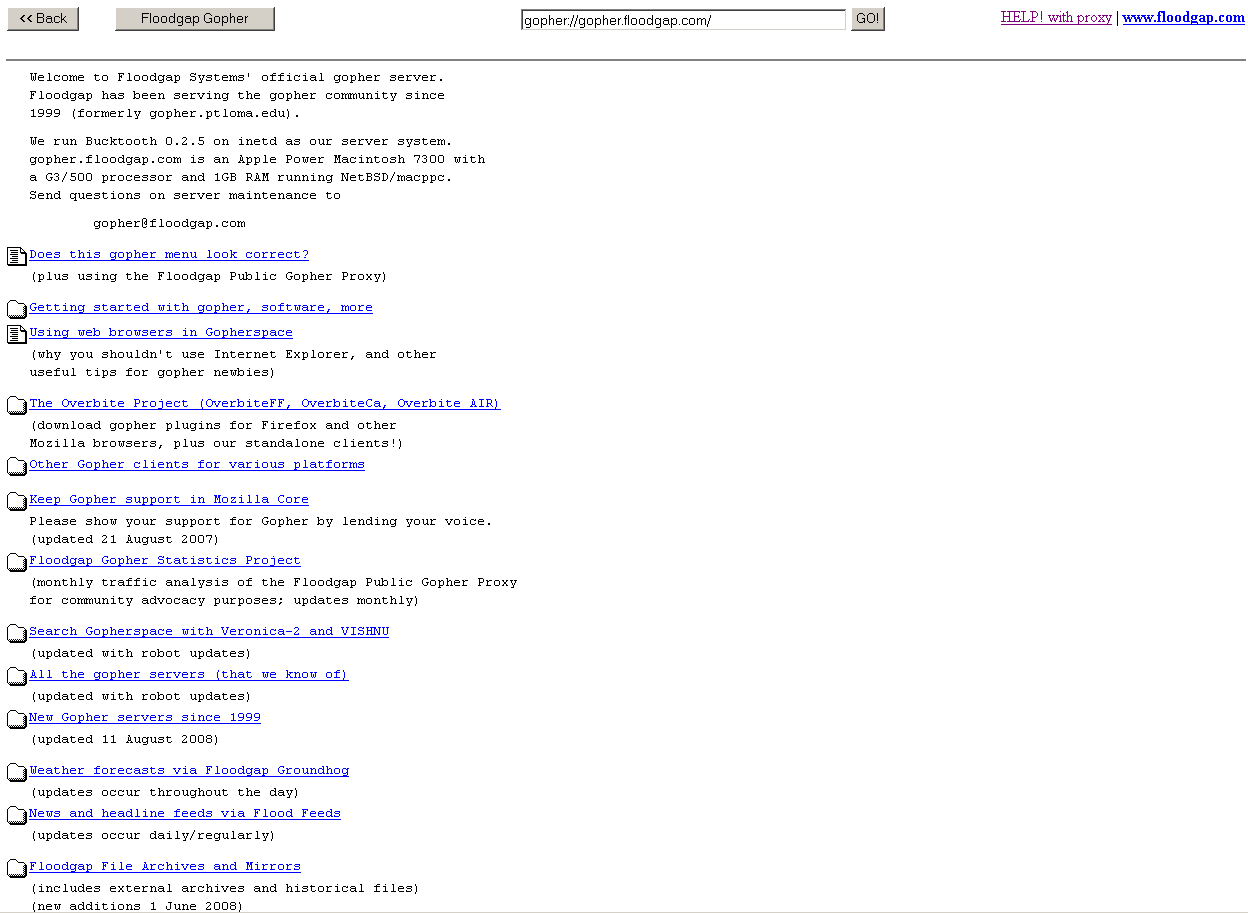 << Back
Floodgap Gopher
gopher://gopher.floodgap.com/
GO!
HELP! with proxy | www.floodgap.com
Welcome to Floodgap Systems' official gopher server.
Floodgap has been serving the gopher community since
1999 (formerly gopher.ptloma.edu).
We run Bucktooth 0.2.5 on inetd as our server system.
gopher.floodgap.com is an Apple Power Macintosh 7300 with
a G3/500 processor and 1GB RAM running NetBSD/macppc.
Send questions on server maintenance to
gopher@floodgap.com
Does this gopher menu look correct?
(plus using the Floodgap Public Gopher Proxy)
Getting started with gopher, software, more
Using web browsers in Gopherspace
(why you shouldn't use Internet Explorer, and other
useful tips for gopher newbies)
The Overbite Project (OverbiteFF, OverbiteCa, Overbite AIR)
(download gopher plugins for Firefox and other
Mozilla browsers, plus our standalone clients!)
Other Gopher clients for various platforms
Keep Gopher support in Mozilla Core
Please show your support for Gopher by lending your voice.
(updated 21 August 2007)
Floodgap Gopher Statistics Project
(monthly traffic analysis of the Floodgap Public Gopher Proxy
for community advocacy purposes; updates monthly)
Search Gopherspace with Veronica-2 and VISHNU
(updated with robot updates)
All the gopher servers (that we know of)
(updated with robot updates)
New Gopher servers since 1999
(updated 11 August 2008)
Weather forecasts via Floodgap Groundhog
(updates occur throughout the day)
News and headline feeds via Flood Feeds
(updates occur daily/regularly)
Floodgap File Archives and Mirrors
(includes external archives and historical files)
(new additions 1 June 2008)